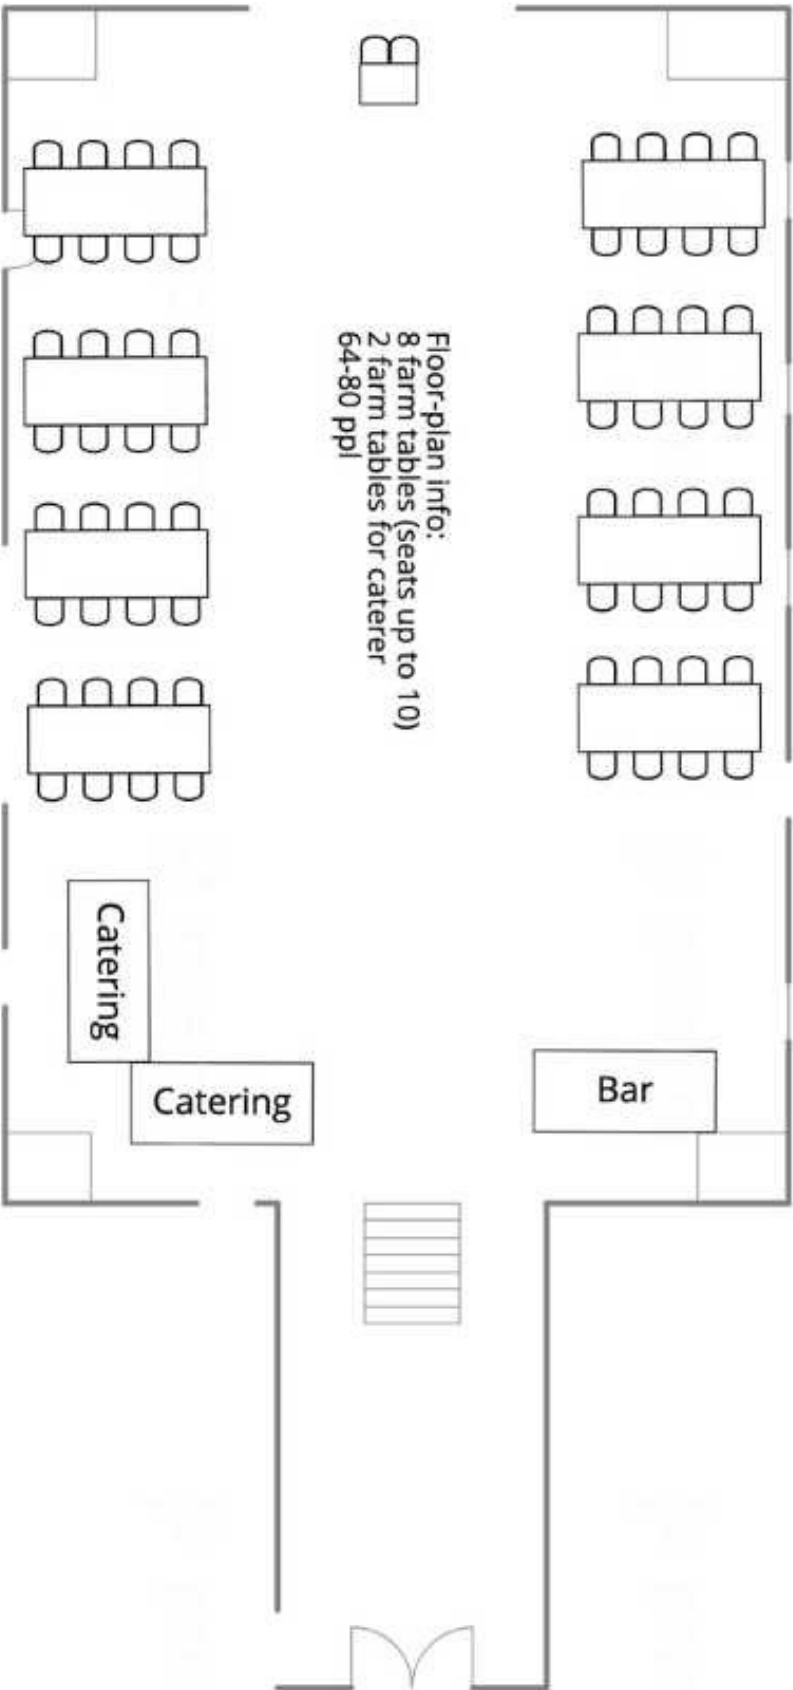 Floor-plan info:
8 farm tables (seats up to 10)
2 farm tables for caterer
64-80 ppl
Catering
Catering
Bar